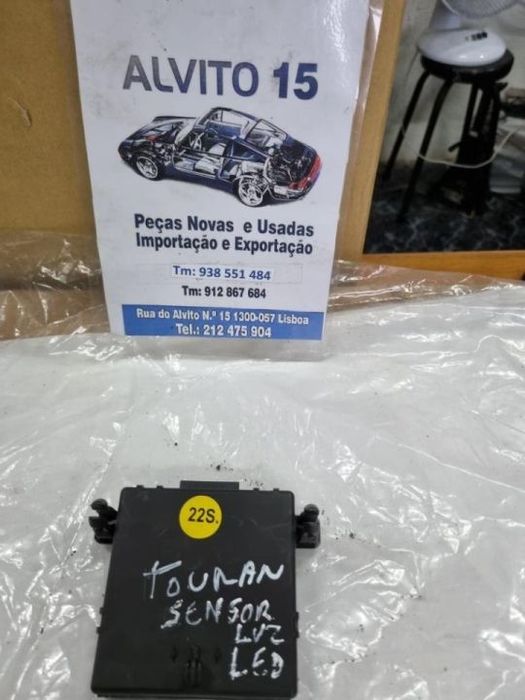 ALVITO 15
Peças Novas e Usadas
Importação e Exportação
Tm: 938 551 484
Tm: 912 867 684
Rua do Alvito N.º 15 1300-057 Lisboa
Tel.: 212 475 904
22S.
TOURAN
SENSOR
LUZ
LED